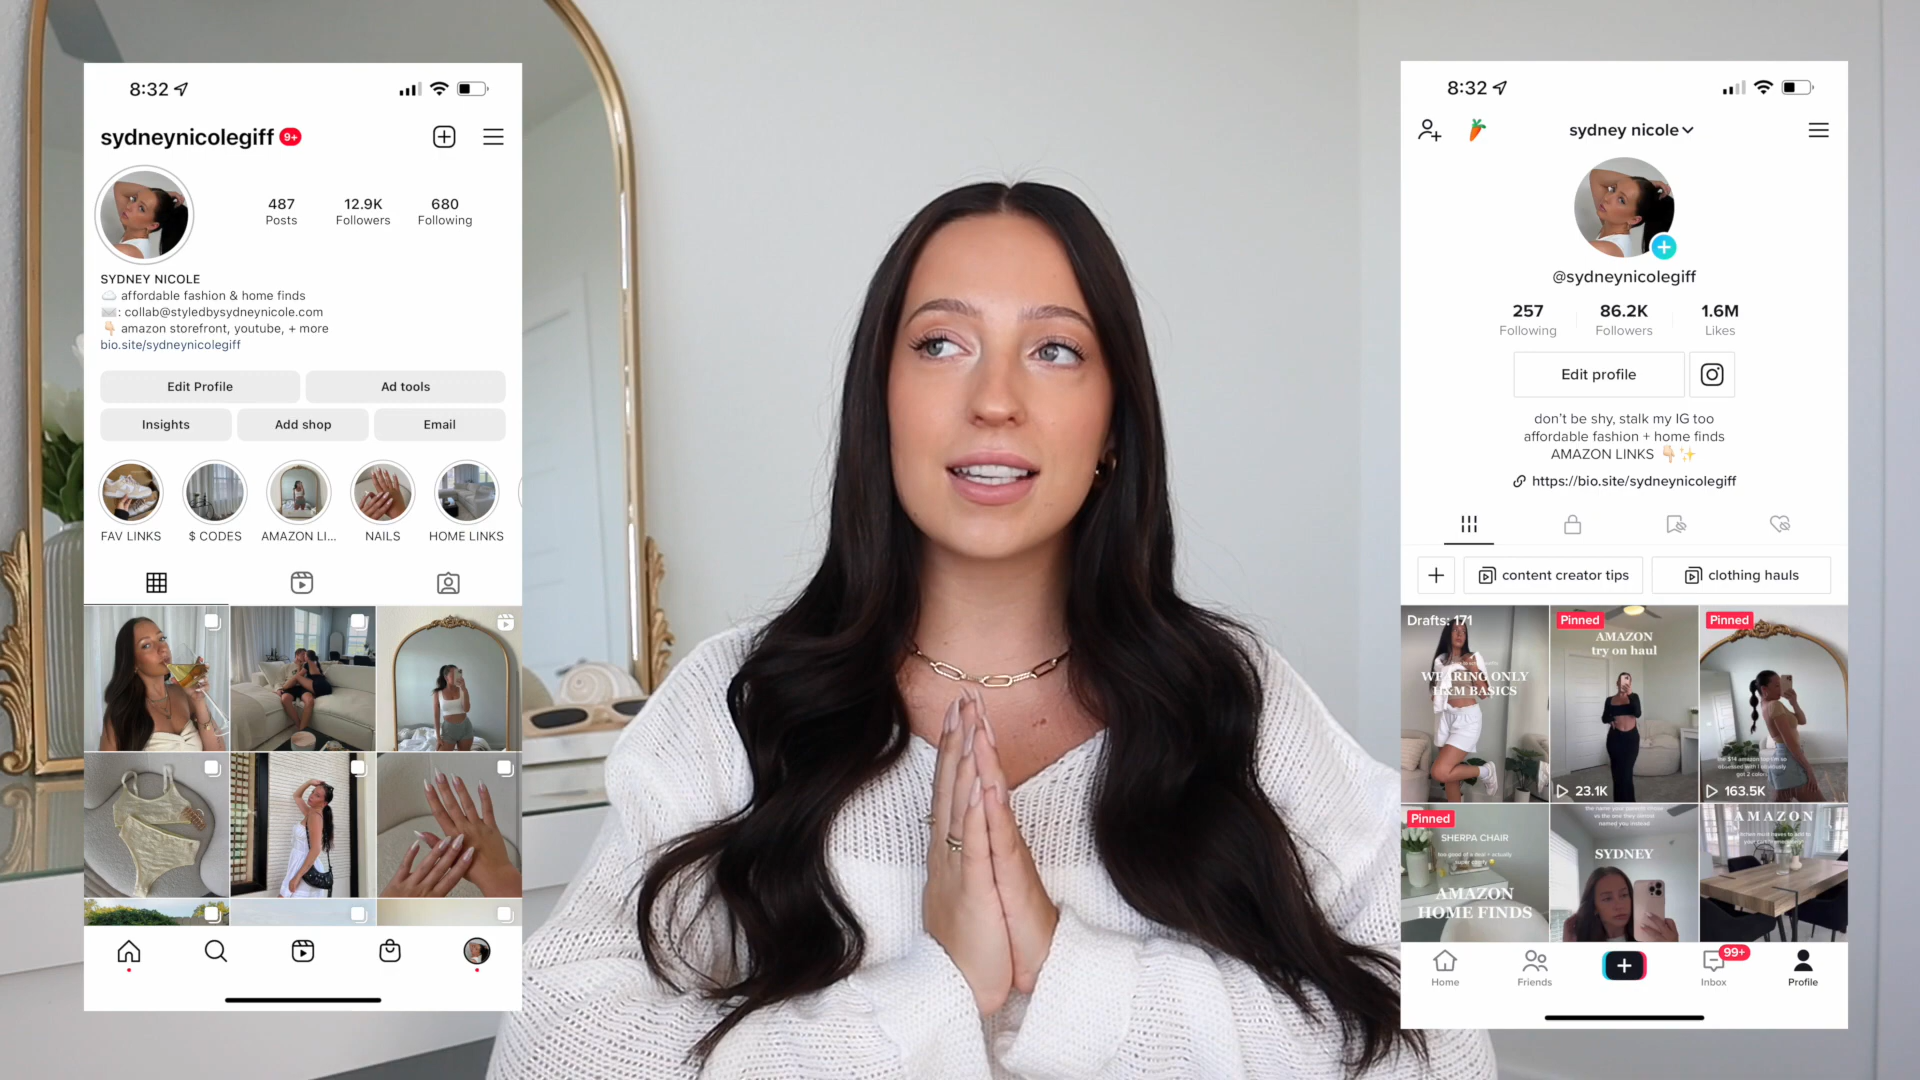 8:32
sydneynicolegiff 9+
487 12.9K 680
Posts Followers Following
SYDNEY NICOLE
affordable fashion & home finds
: collab@styledbysydneynicole.com
amazon storefront, youtube, + more
bio.site/sydneynicolegiff
Edit Profile Ad tools
Insights Add shop Email
FAV LINKS $ CODES AMAZON LI... NAILS HOME LINKS
8:32
sydney nicole
@sydneynicolegiff
257 86.2K 1.6M
Following Followers Likes
Edit profile
don't be shy, stalk my IG too
affordable fashion + home finds
AMAZON LINKS
https://bio.site/sydneynicolegiff
content creator tips clothing hauls
Drafts: 171
WEARING ONLY
H&M BASICS
Pinned
AMAZON
try on haul
23.1K
Pinned
163.5K
Pinned
SHERPA CHAIR
AMAZON
HOME FINDS
SYDNEY
AMAZON
Home Friends Inbox 99+ Profile